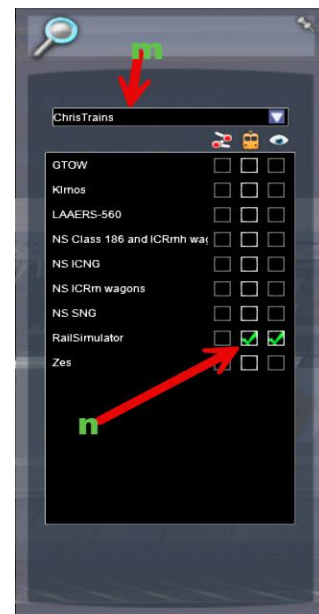 m
ChrisTrains
GTOW
Klmos
LAAERS-560
NS Class 186 and ICRmh wag
NS ICNG
NS ICRm wagons
NS SNG
RailSimulator
Zes
n